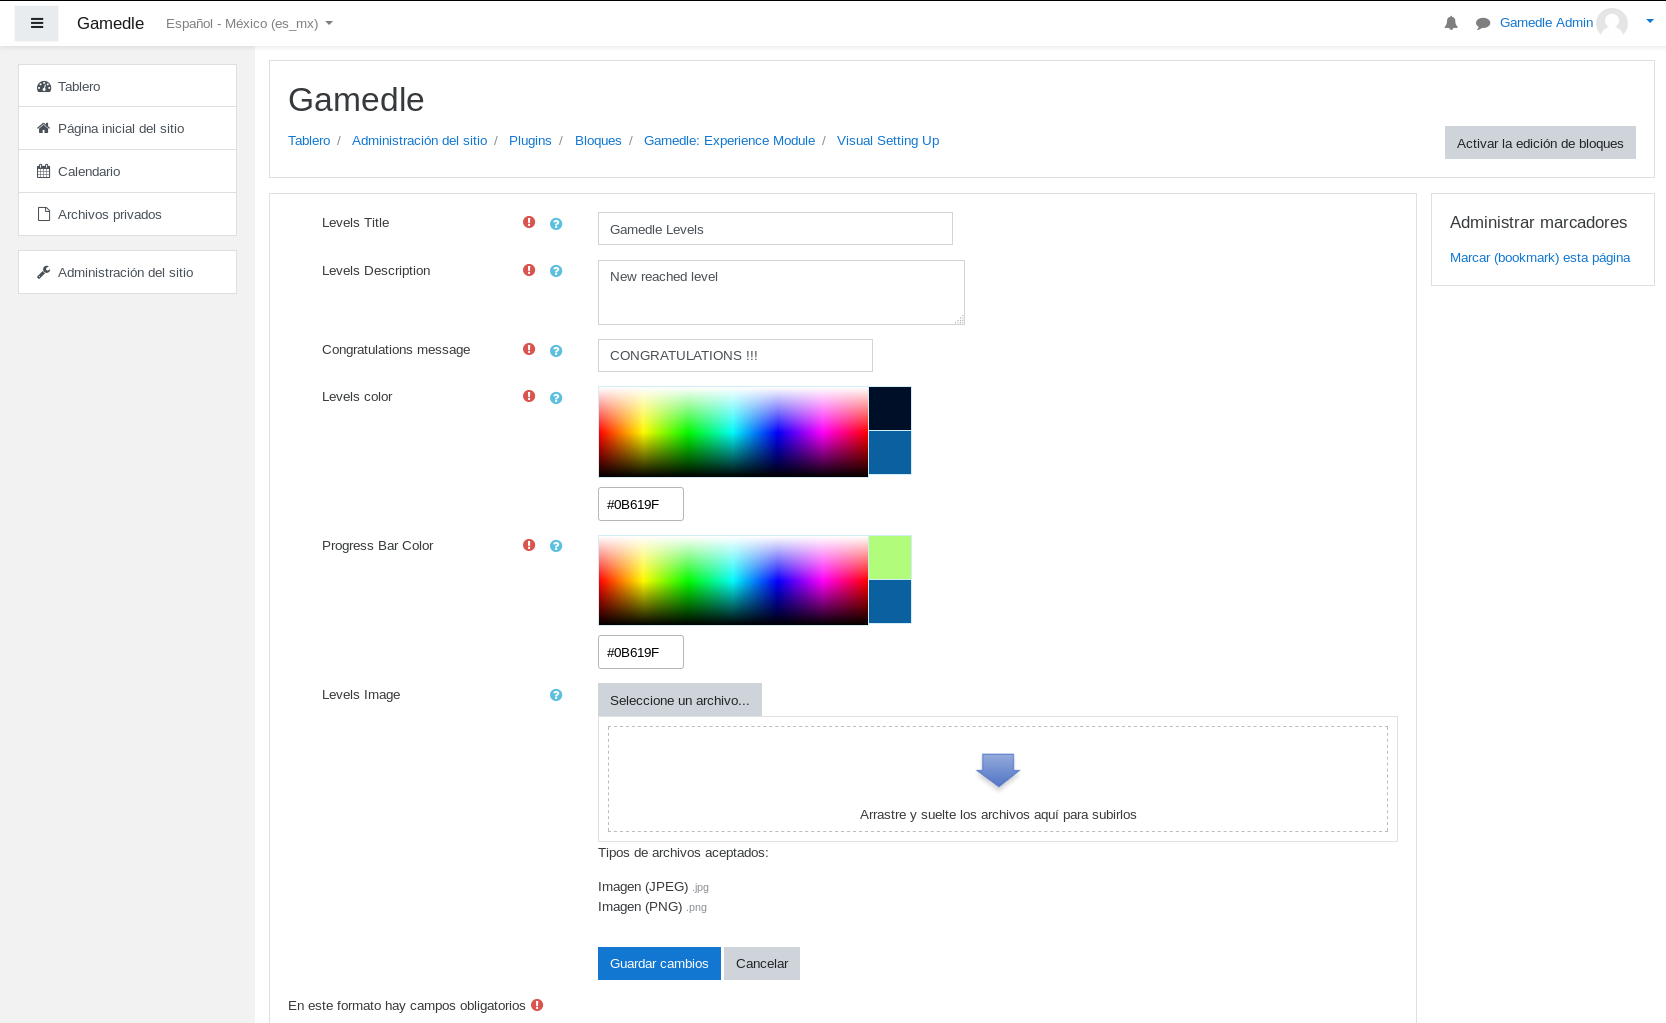 Gamedle Español - México (es_mx) Gamedle Admin
Tablero
Página inicial del sitio
Calendario
Archivos privados
Administración del sitio
Gamedle
Tablero / Administración del sitio / Plugins / Bloques / Gamedle: Experience Module / Visual Setting Up
Activar la edición de bloques
Levels Title
Gamedle Levels
Levels Description
New reached level
Congratulations message
CONGRATULATIONS !!!
Levels color
#0B619F
Progress Bar Color
#0B619F
Levels Image
Seleccione un archivo...
Arrastre y suelte los archivos aquí para subirlos
Tipos de archivos aceptados:
Imagen (JPEG) .jpg
Imagen (PNG) .png
Guardar cambios Cancelar
En este formato hay campos obligatorios
Administrar marcadores
Marcar (bookmark) esta página